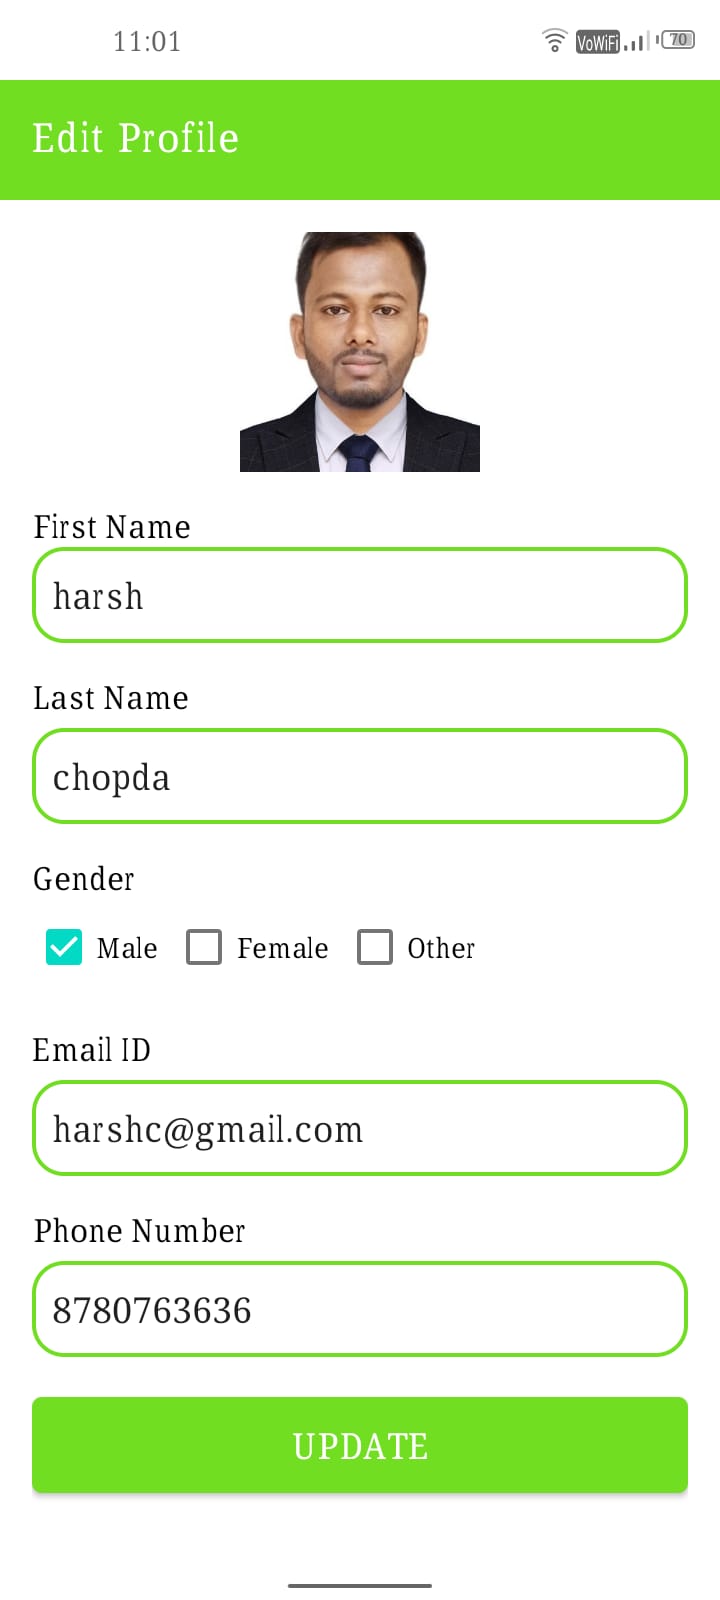 11:01 VoWiFi 70
Edit Profile
First Name
harsh
Last Name
chopda
Gender
Male Female Other
Email ID
harshc@gmail.com
Phone Number
8780763636
UPDATE